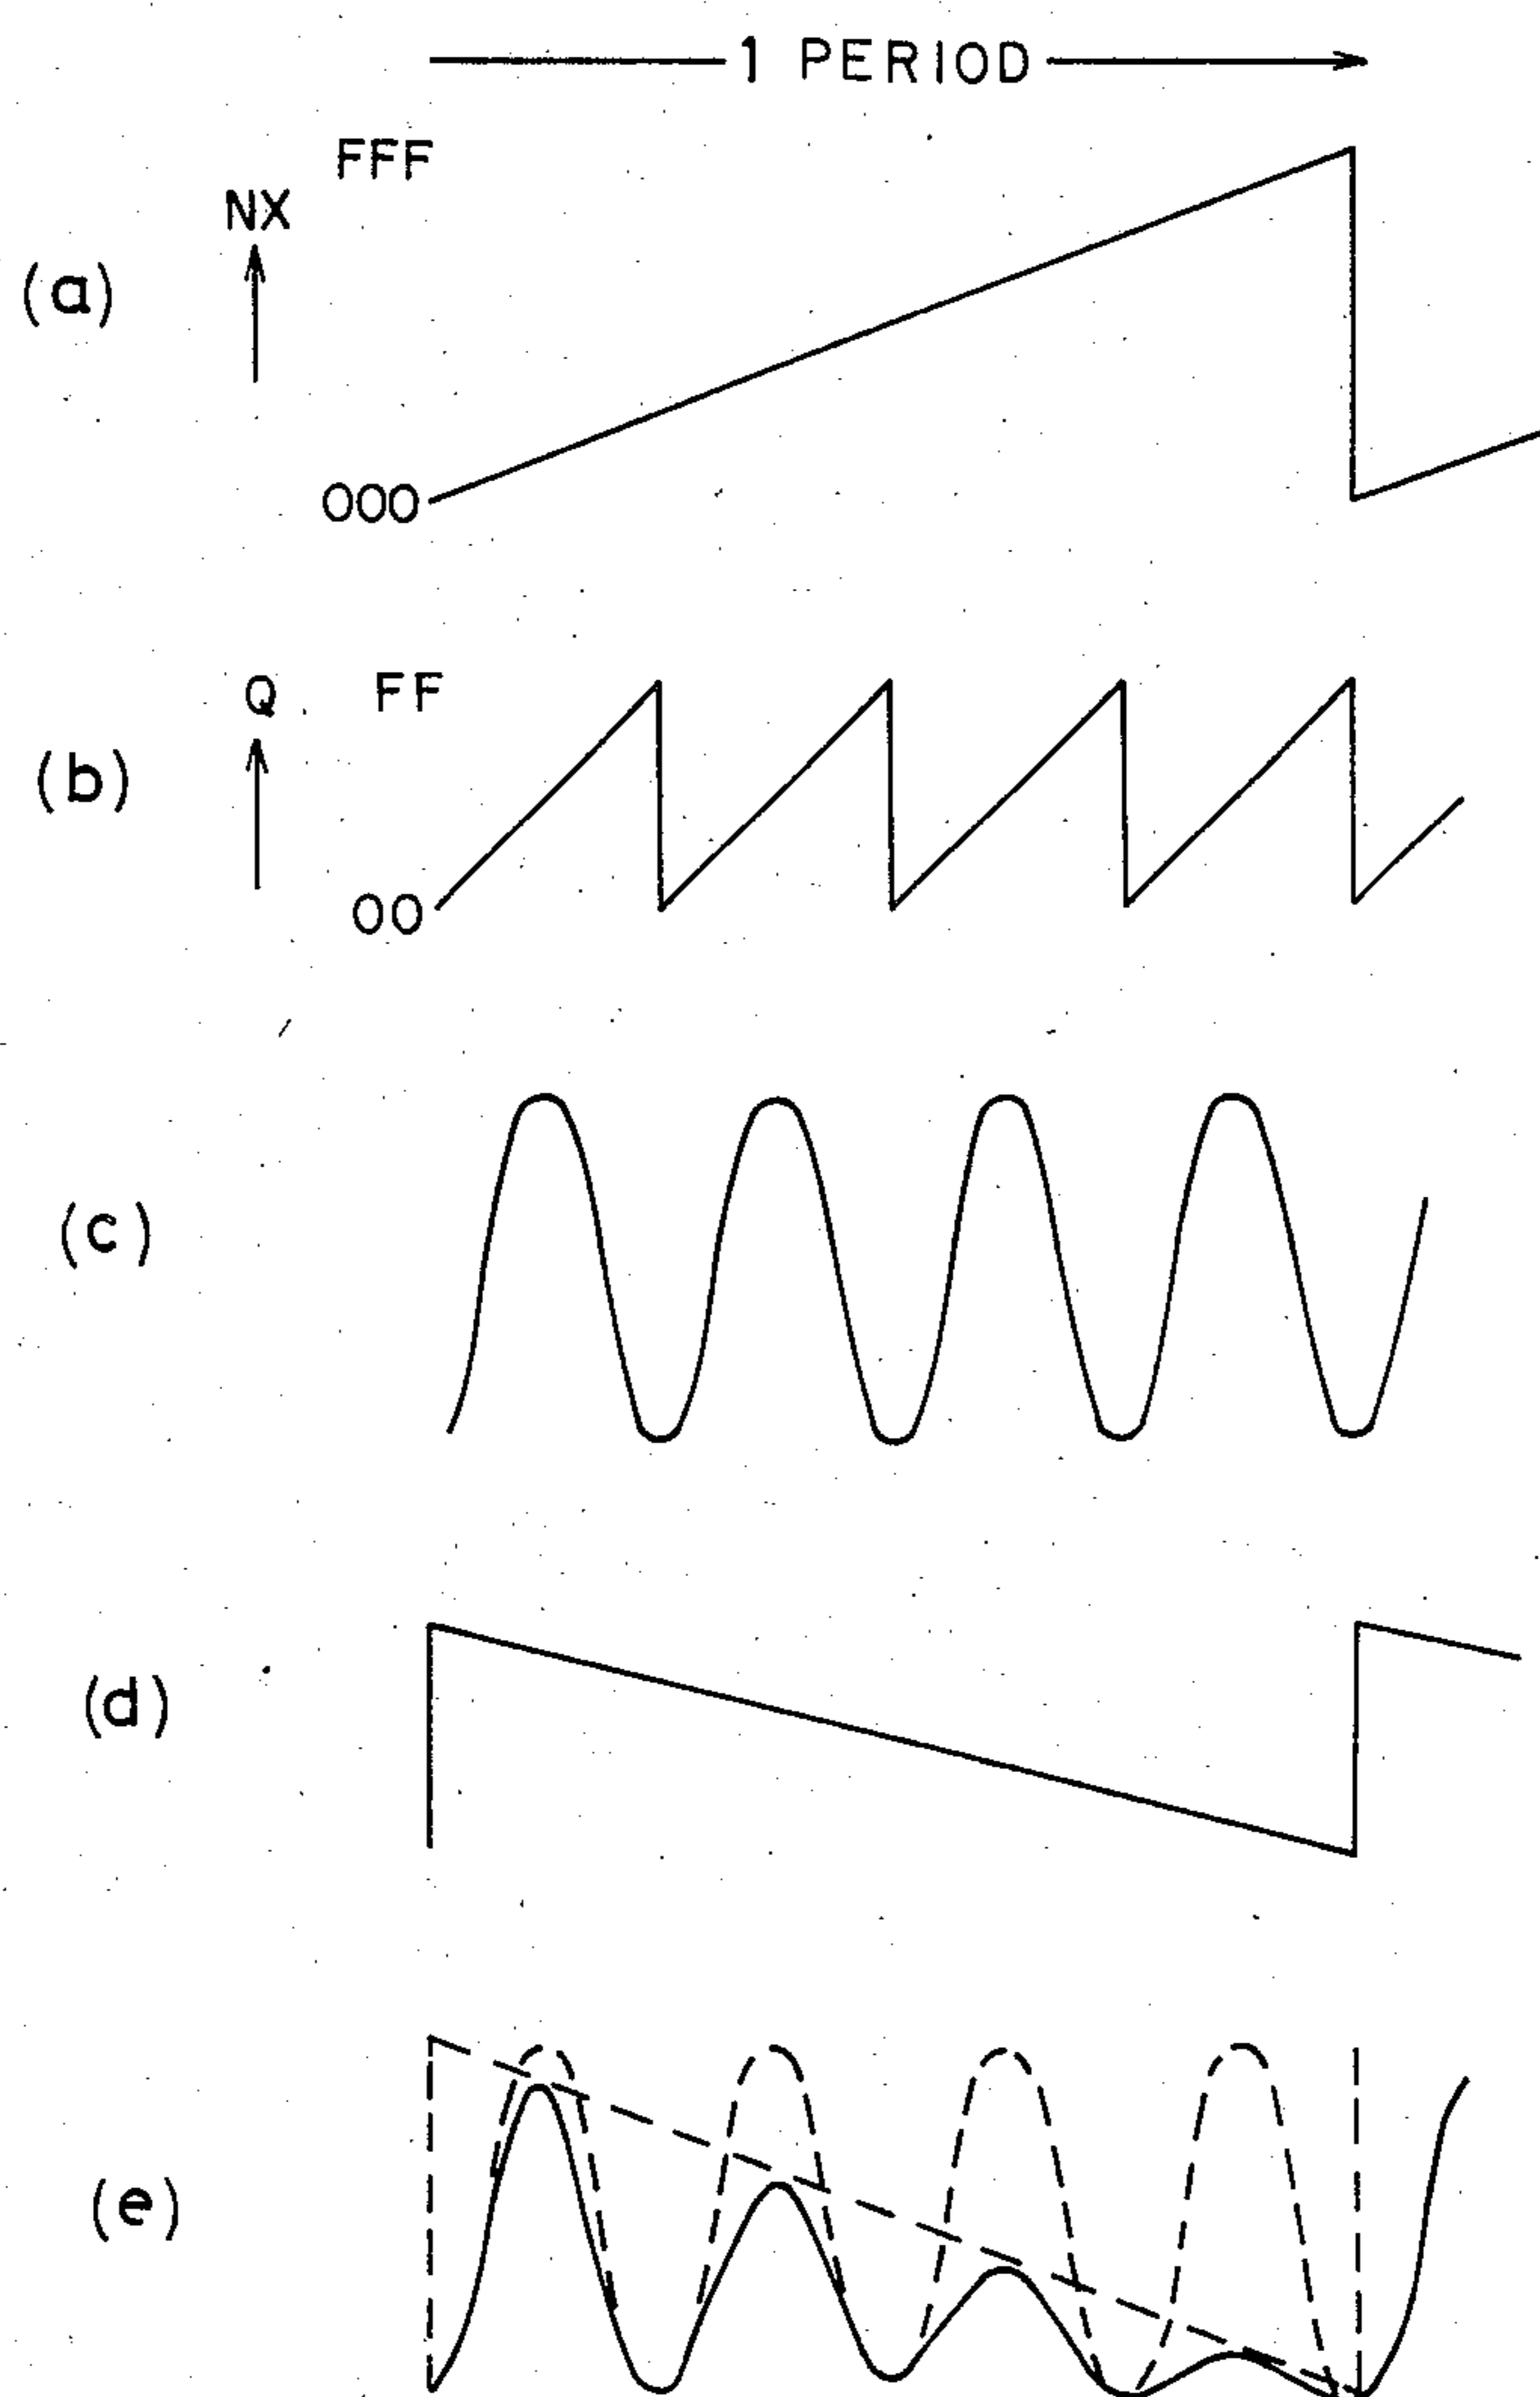 1 PERIOD
FFF
NX
(a)
000
Q FF
(b)
00
(c)
(d)
(e)